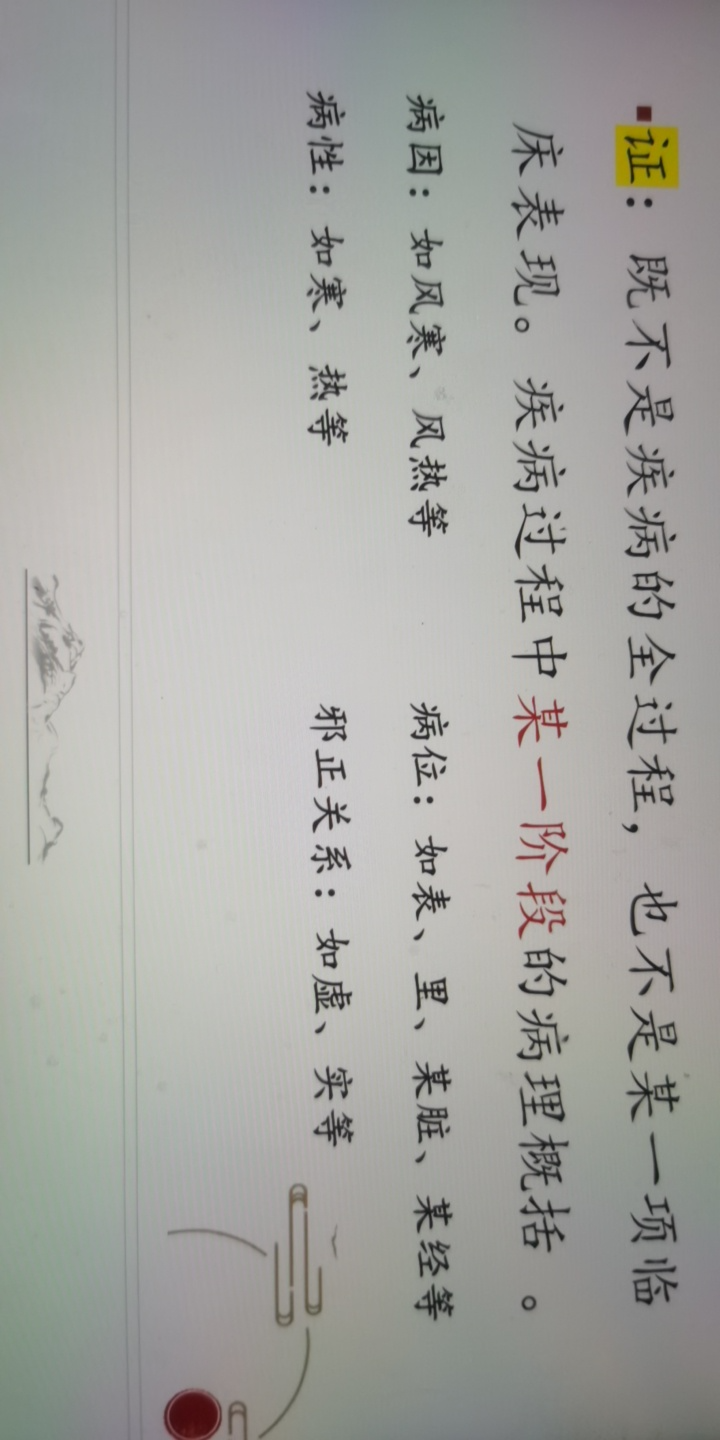 ▪证：既不是疾病的全过程，也不是某一项临
床表现。疾病过程中某一阶段的病理概括 。
病因：如风寒、风热等 病位：如表、里、某脏、某经等
病性：如寒、热等 邪正关系：如虚、实等